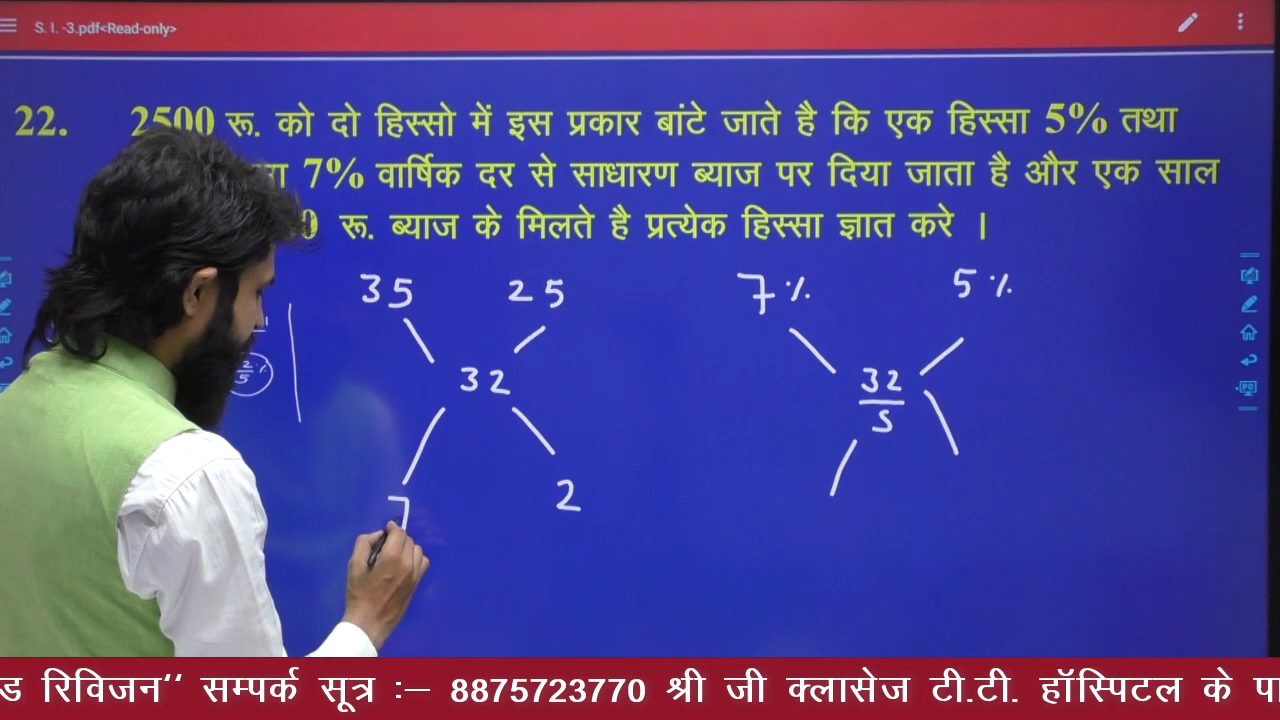 S. I. -3.pdf<Read-only>
22. 2500 रू. को दो हिस्सो में इस प्रकार बांटे जाते है कि एक हिस्सा 5% तथा
7% वार्षिक दर से साधारण ब्याज पर दिया जाता है और एक साल
रू. ब्याज के मिलते है प्रत्येक हिस्सा ज्ञात करे ।
35 25 7% 5%
32 32/5
7 2
ड रिविजन‘‘ सम्पर्क सूत्र :– 8875723770 श्री जी क्लासेज टी.टी. हॉस्पिटल के पा